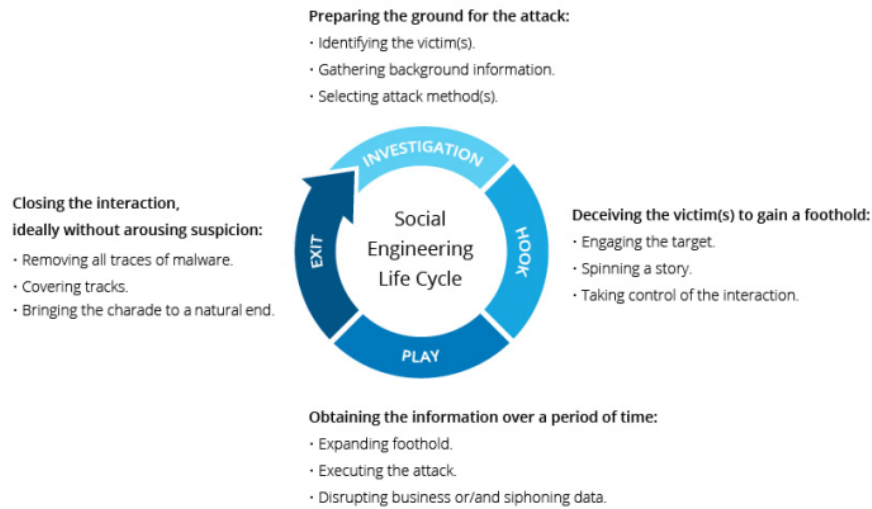 Preparing the ground for the attack:
· Identifying the victim(s).
· Gathering background information.
· Selecting attack method(s).
INVESTIGATION
Closing the interaction,
ideally without arousing suspicion:
· Removing all traces of malware.
· Covering tracks.
· Bringing the charade to a natural end.
EXIT
Social
Engineering
Life Cycle
HOOK
Deceiving the victim(s) to gain a foothold:
· Engaging the target.
· Spinning a story.
· Taking control of the interaction.
PLAY
Obtaining the information over a period of time:
· Expanding foothold.
· Executing the attack.
· Disrupting business or/and siphoning data.